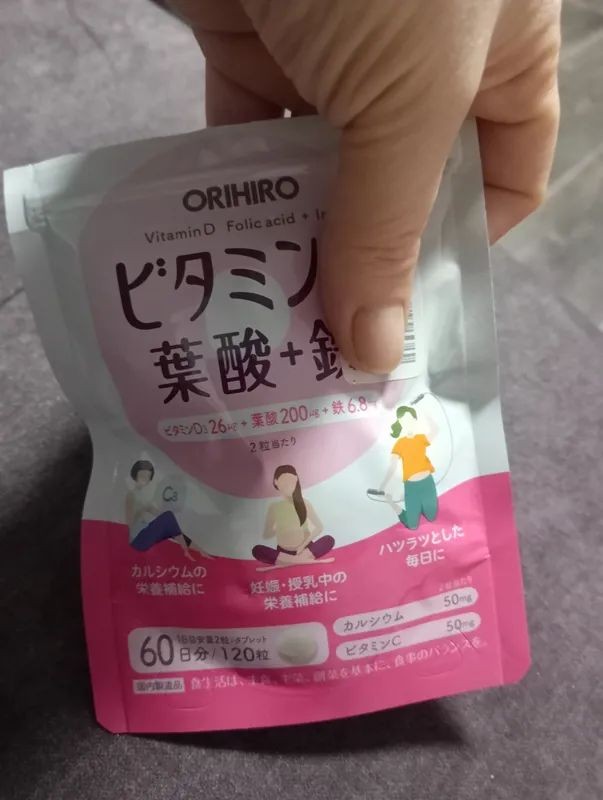 ORIHIRO
Vitamin D Folic acid +
ビタミン
葉酸+鉄
ビタミンD3 26μg + 葉酸200μg + 鉄6.8
2粒当たり
Ca
カルシウムの
栄養補給に
妊娠・授乳中の
栄養補給に
ハツラツとした
毎日に
2粒当たり
カルシウム 50mg
ビタミンC 50mg
1日目安量2粒・タブレット
60日分/120粒
国内製造品 食生活は、主食、主菜、副菜を基本に、食事のバランスを。